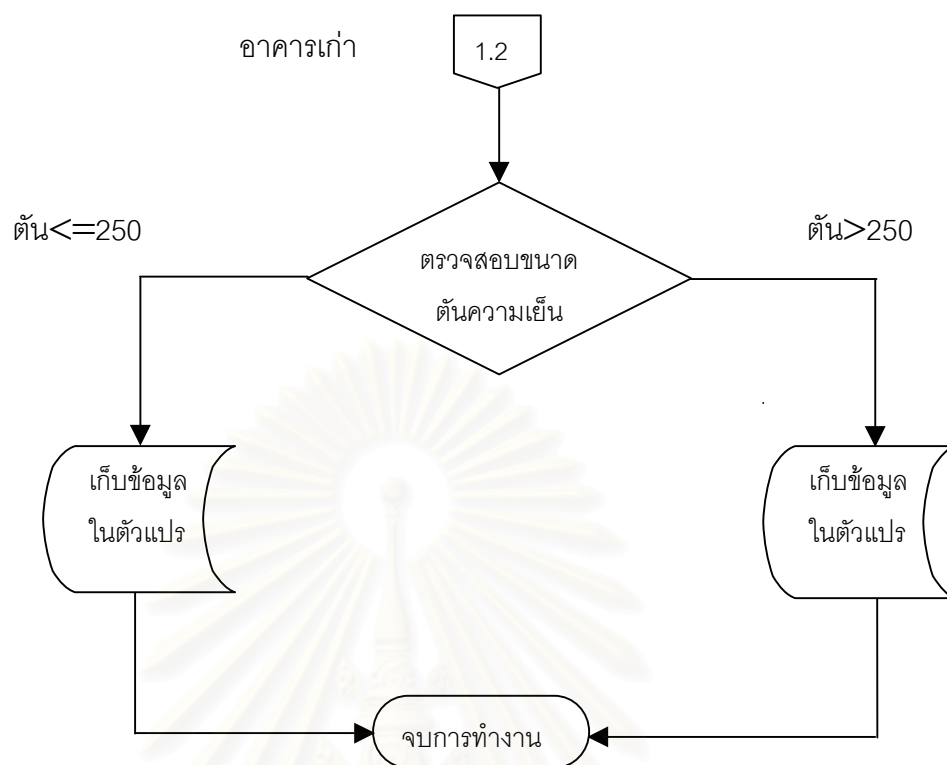 อาคารเก่า
1.2
ตัน<=250
ตัน>250
ตรวจสอบขนาด
ตันความเย็น
เก็บข้อมูล
ในตัวแปร
เก็บข้อมูล
ในตัวแปร
จบการทำงาน